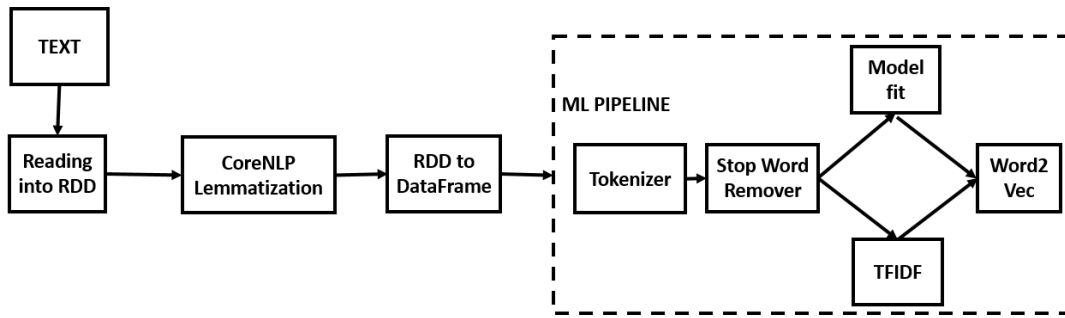 TEXT
Reading
into RDD
CoreNLP
Lemmatization
RDD to
DataFrame
ML PIPELINE
Tokenizer
Stop Word
Remover
Model
fit
TFIDF
Word2
Vec